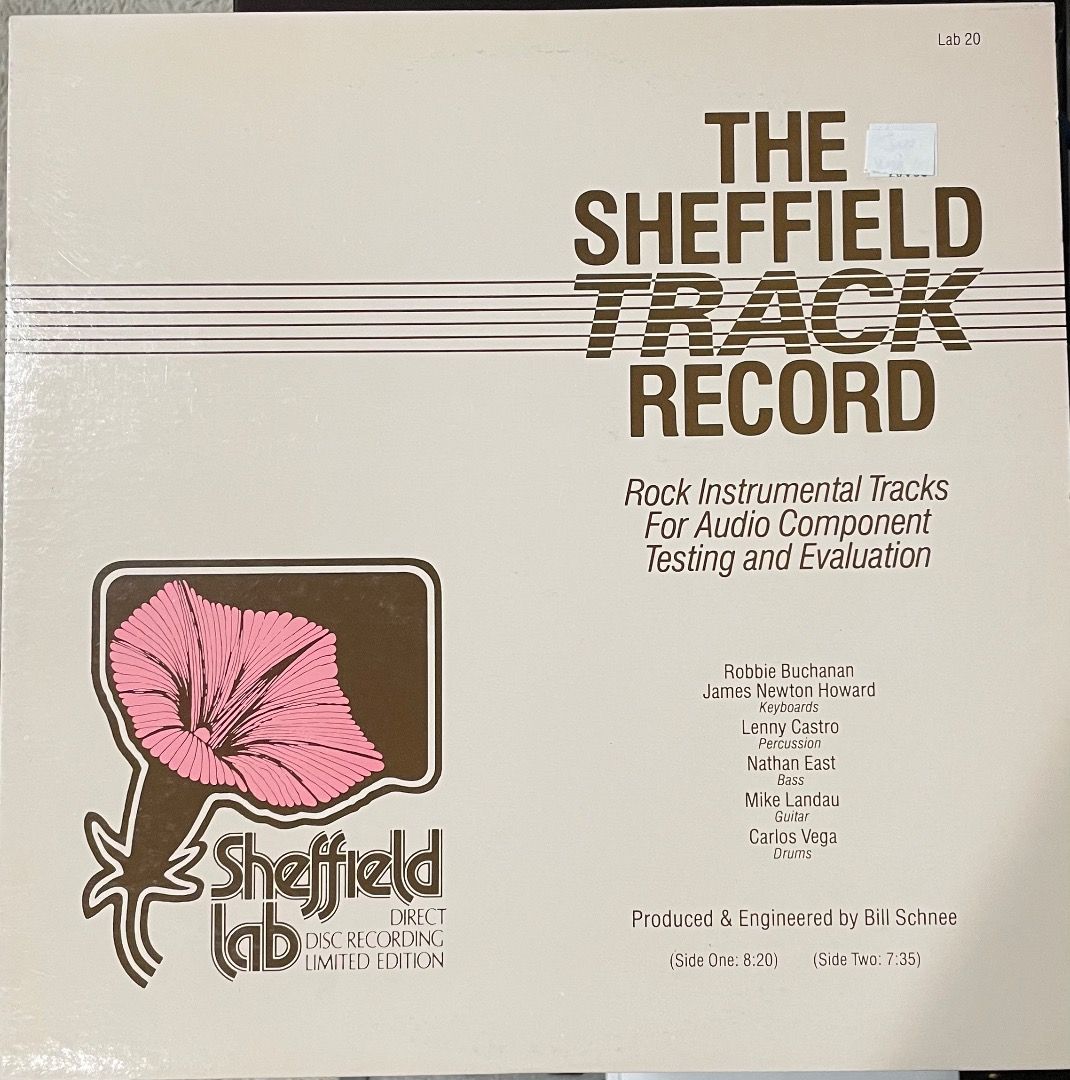 Lab 20
THE
SHEFFIELD
TRACK
RECORD
Rock Instrumental Tracks
For Audio Component
Testing and Evaluation
Robbie Buchanan
James Newton Howard
Keyboards
Lenny Castro
Percussion
Nathan East
Bass
Mike Landau
Guitar
Carlos Vega
Drums
Produced & Engineered by Bill Schnee
(Side One: 8:20) (Side Two: 7:35)
Sheffield
lab
DIRECT
DISC RECORDING
LIMITED EDITION